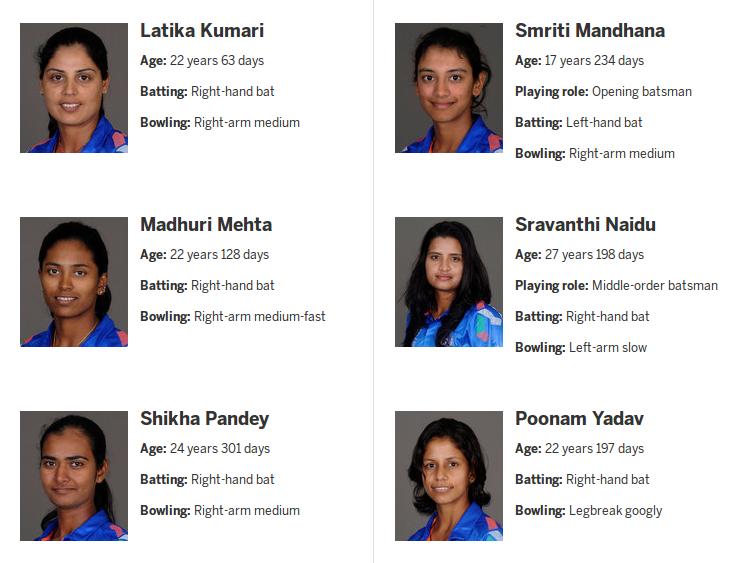 Latika Kumari
Age: 22 years 63 days
Batting: Right-hand bat
Bowling: Right-arm medium
Smriti Mandhana
Age: 17 years 234 days
Playing role: Opening batsman
Batting: Left-hand bat
Bowling: Right-arm medium
Madhuri Mehta
Age: 22 years 128 days
Batting: Right-hand bat
Bowling: Right-arm medium-fast
Sravanthi Naidu
Age: 27 years 198 days
Playing role: Middle-order batsman
Batting: Right-hand bat
Bowling: Left-arm slow
Shikha Pandey
Age: 24 years 301 days
Batting: Right-hand bat
Bowling: Right-arm medium
Poonam Yadav
Age: 22 years 197 days
Batting: Right-hand bat
Bowling: Legbreak googly